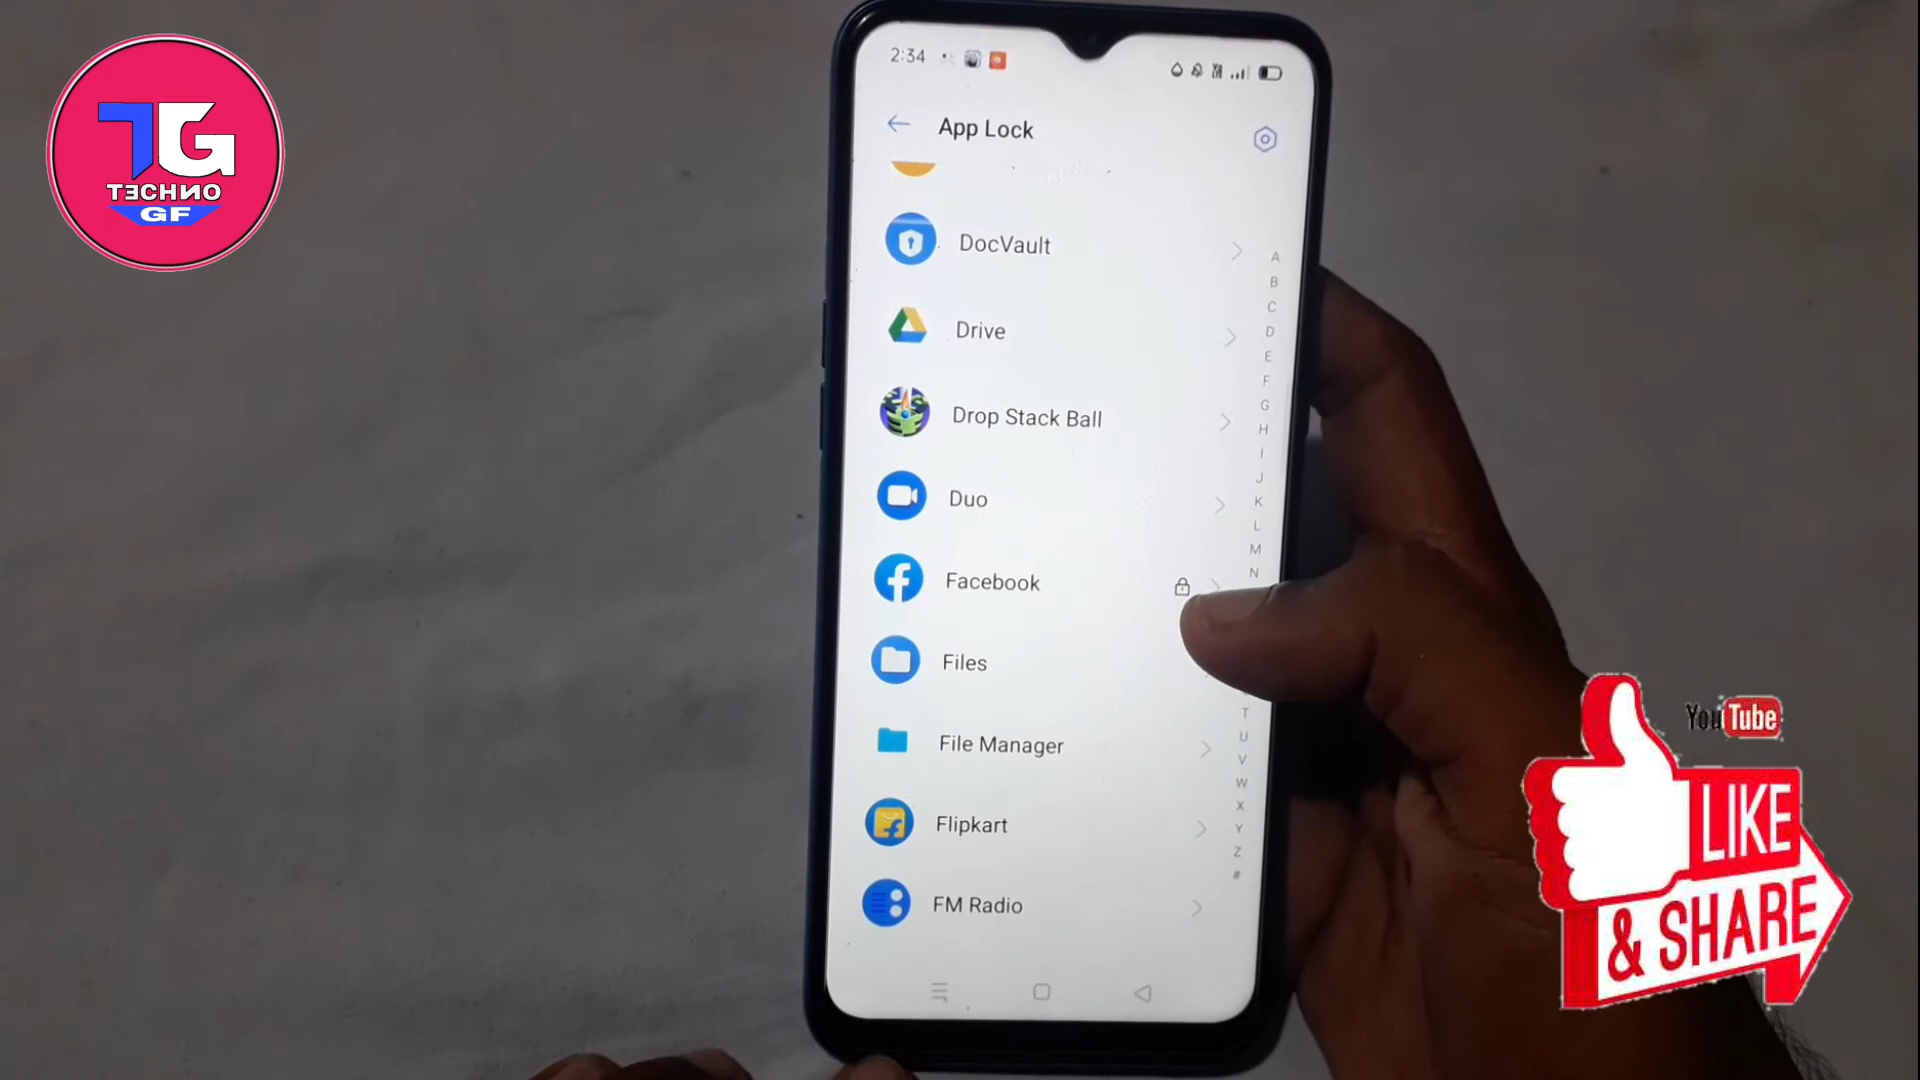 TG
TECHNO
GF
2:34
App Lock
DocVault
Drive
Drop Stack Ball
Duo
Facebook
Files
File Manager
Flipkart
FM Radio
A
B
C
D
E
F
G
H
I
J
K
L
M
N
T
U
V
W
X
Y
Z
#
YouTube
LIKE
& SHARE